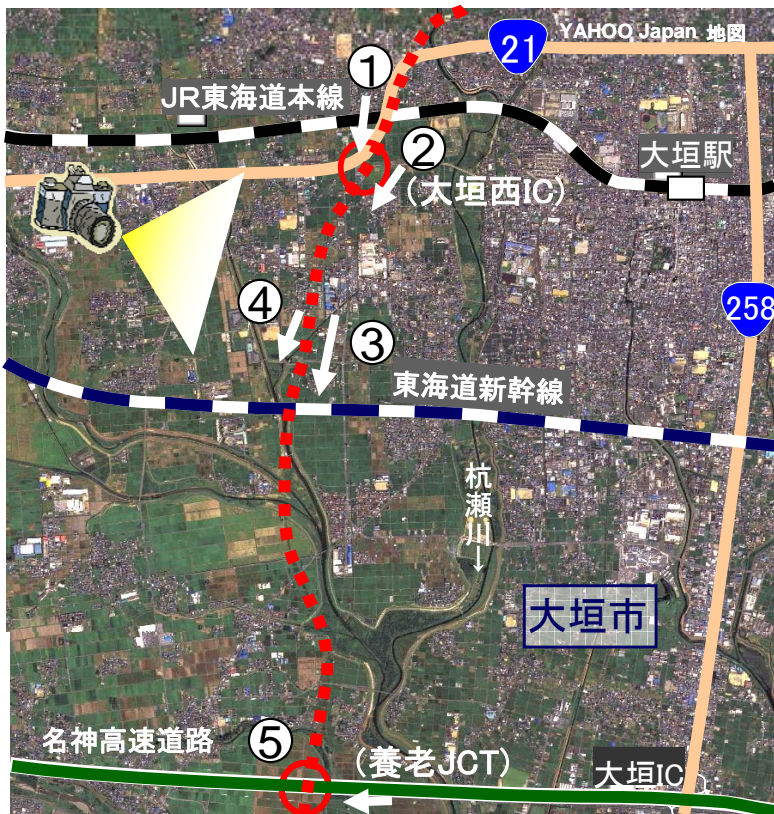 21
YAHOO Japan 地図
①
JR東海道本線
②
大垣駅
(大垣西IC)
④
258
③
東海道新幹線
杭瀬川→
大垣市
⑤
名神高速道路
(養老JCT)
大垣IC